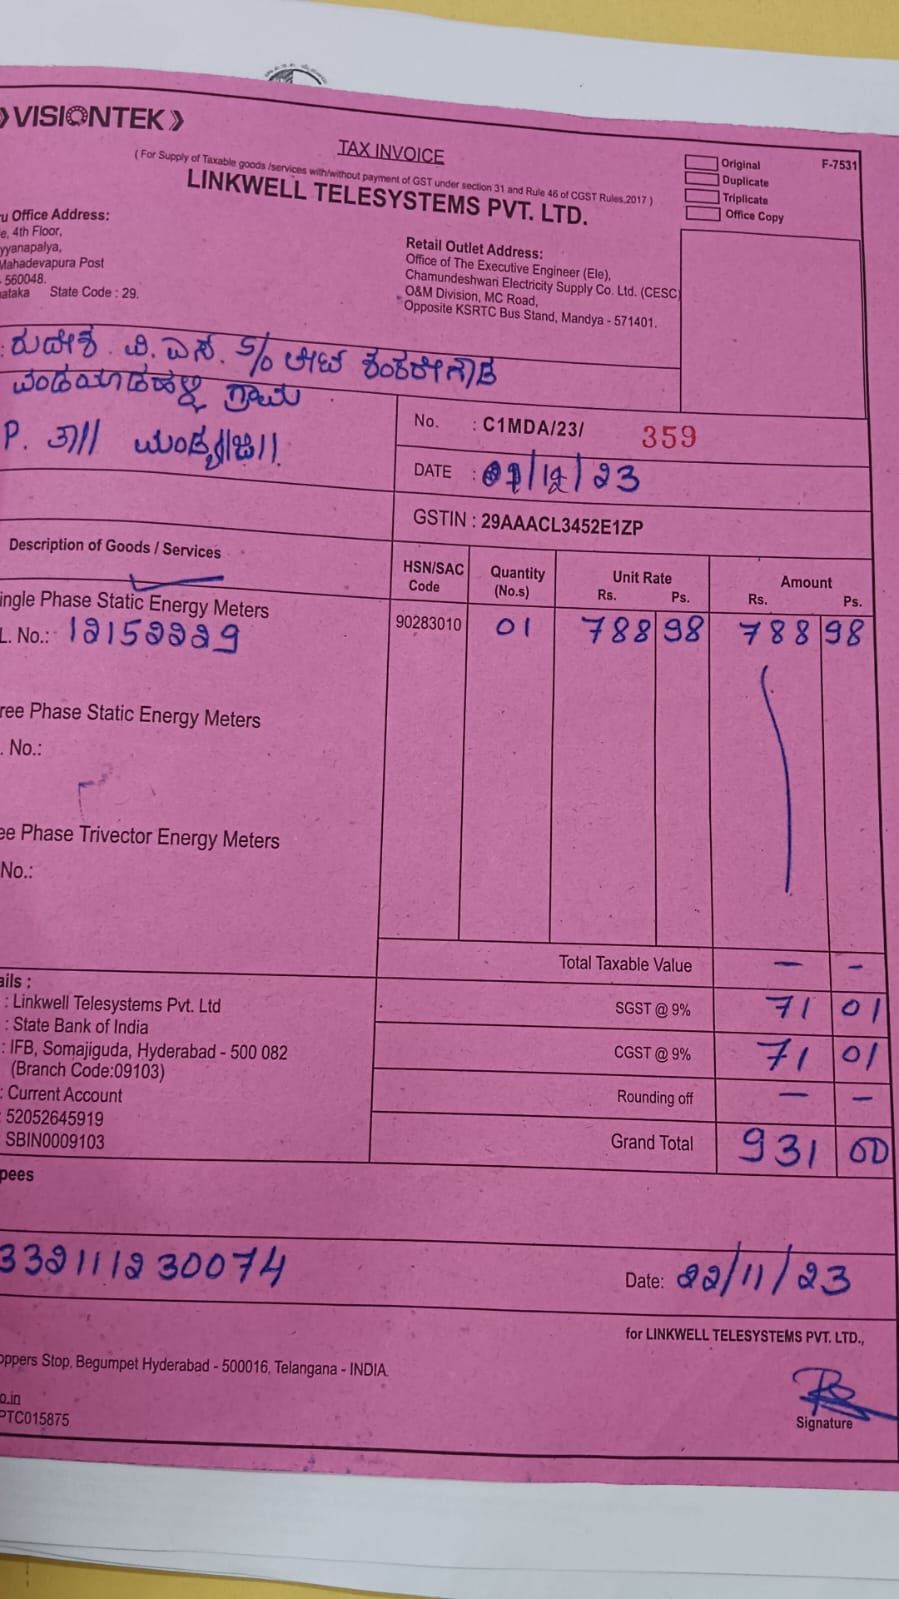 VISIONTEK
TAX INVOICE
( For Supply of Taxable goods /services with/without payment of GST under section 31 and Rule 46 of CGST Rules,2017 )
LINKWELL TELESYSTEMS PVT. LTD.
Original
F-7531
Duplicate
Triplicate
Office Copy
Office Address:
4th Floor,
Mahadevapura Post
560048.
State Code : 29.
Retail Outlet Address:
Office of The Executive Engineer (Ele),
Chamundeshwari Electricity Supply Co. Ltd. (CESC)
O&M Division, MC Road,
Opposite KSRTC Bus Stand, Mandya - 571401.
ವಿ. ಎಸ್. S/o ಲೇಟ್
ಗ್ರಾಮ
No. : C1MDA/23/ 359
DATE : /12/23
GSTIN : 29AAACL3452E1ZP
Description of Goods / Services
HSN/SAC Code
Quantity (No.s)
Unit Rate Rs. Ps.
Amount Rs. Ps.
ingle Phase Static Energy Meters
L. No.: 12152229
90283010 01 788 98 788 98
ree Phase Static Energy Meters
. No.:
ee Phase Trivector Energy Meters
No.:
Total Taxable Value — -
ails :
: Linkwell Telesystems Pvt. Ltd
SGST @ 9% 71 01
: State Bank of India
: IFB, Somajiguda, Hyderabad - 500 082
CGST @ 9% 71 01
(Branch Code:09103)
: Current Account
Rounding off — -
52052645919
SBIN0009103
Grand Total 931 00
pees
332111230074
Date: 22/11/23
for LINKWELL TELESYSTEMS PVT. LTD.,
oppers Stop, Begumpet Hyderabad - 500016, Telangana - INDIA.
o.in
PTC015875
Signature